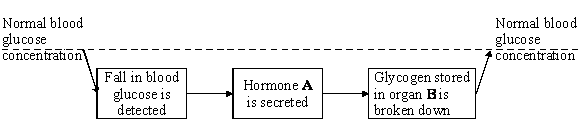 Normal blood
glucose
concentration
Normal blood
glucose
concentration
Fall in blood
glucose is
detected
Hormone A
is secreted
Glycogen stored
in organ B is
broken down